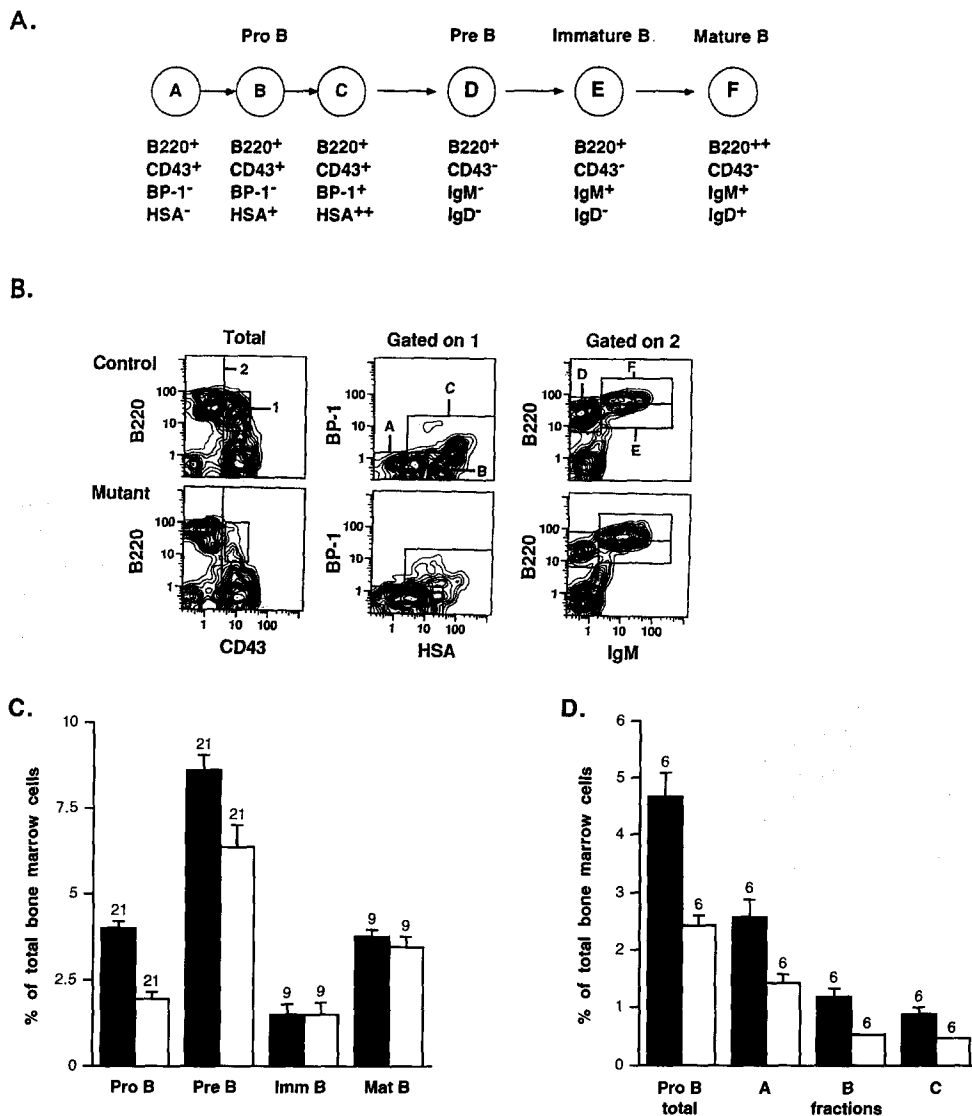 A.
Pro B Pre B Immature B. Mature B
A B C D E F
B220+ B220+ B220+ B220+ B220+ B220++
CD43+ CD43+ CD43+ CD43- CD43- CD43-
BP-1- BP-1- BP-1+ IgM- IgM+ IgM+
HSA- HSA+ HSA++ IgD- IgD- IgD+
B.
Total Gated on 1 Gated on 2
Control
B220
100
10
1
2
1
BP-1
100
10
1
A
C
B
B220
100
10
1
D
F
E
Mutant
B220
100
10
1
1 10 100
CD43
BP-1
100
10
1
1 10 100
HSA
B220
100
10
1
1 10 100
IgM
C.
% of total bone marrow cells
10
7.5
5
2.5
0
21 21 21 21 9 9 9 9
Pro B Pre B Imm B Mat B
D.
% of total bone marrow cells
6
5
4
3
2
1
0
6 6 6 6 6 6 6 6
Pro B A B C
total fractions